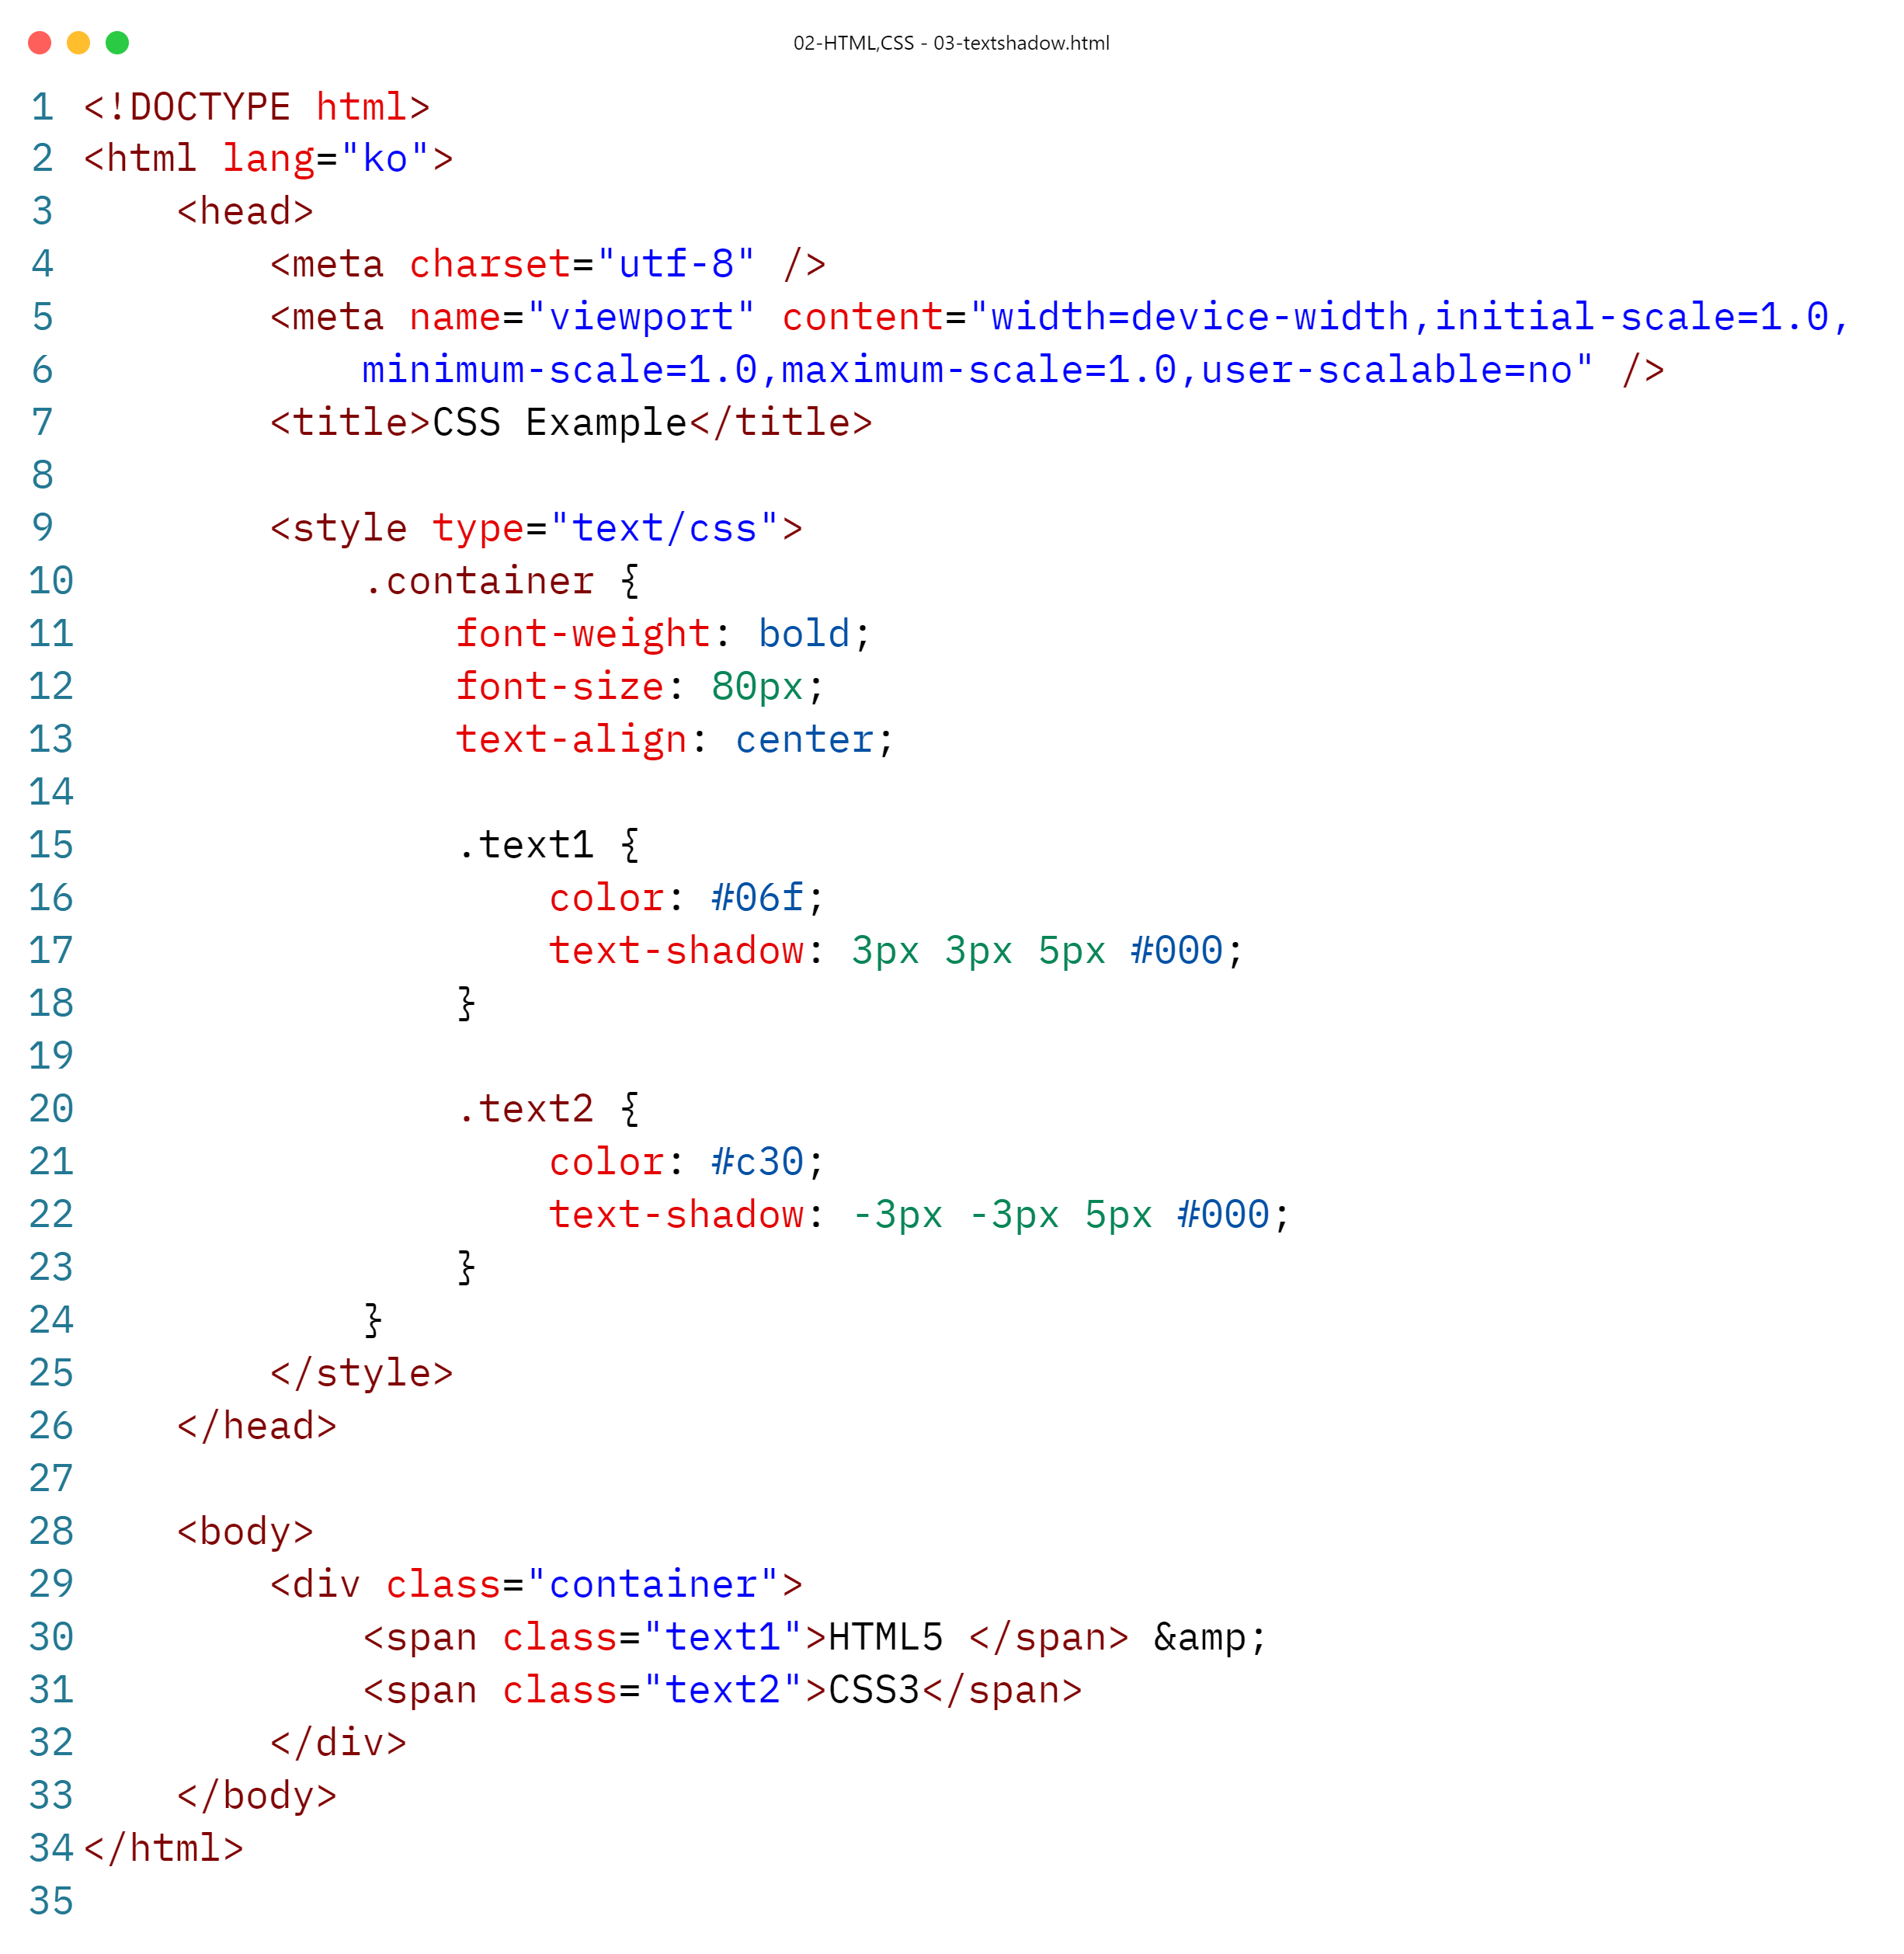 02-HTML,CSS - 03-textshadow.html
1 <!DOCTYPE html>
2 <html lang="ko">
3     <head>
4         <meta charset="utf-8" />
5         <meta name="viewport" content="width=device-width,initial-scale=1.0,
6             minimum-scale=1.0,maximum-scale=1.0,user-scalable=no" />
7         <title>CSS Example</title>
8
9         <style type="text/css">
10             .container {
11                 font-weight: bold;
12                 font-size: 80px;
13                 text-align: center;
14
15                 .text1 {
16                     color: #06f;
17                     text-shadow: 3px 3px 5px #000;
18                 }
19
20                 .text2 {
21                     color: #c30;
22                     text-shadow: -3px -3px 5px #000;
23                 }
24             }
25         </style>
26     </head>
27
28     <body>
29         <div class="container">
30             <span class="text1">HTML5 </span> &amp;
31             <span class="text2">CSS3</span>
32         </div>
33     </body>
34 </html>
35